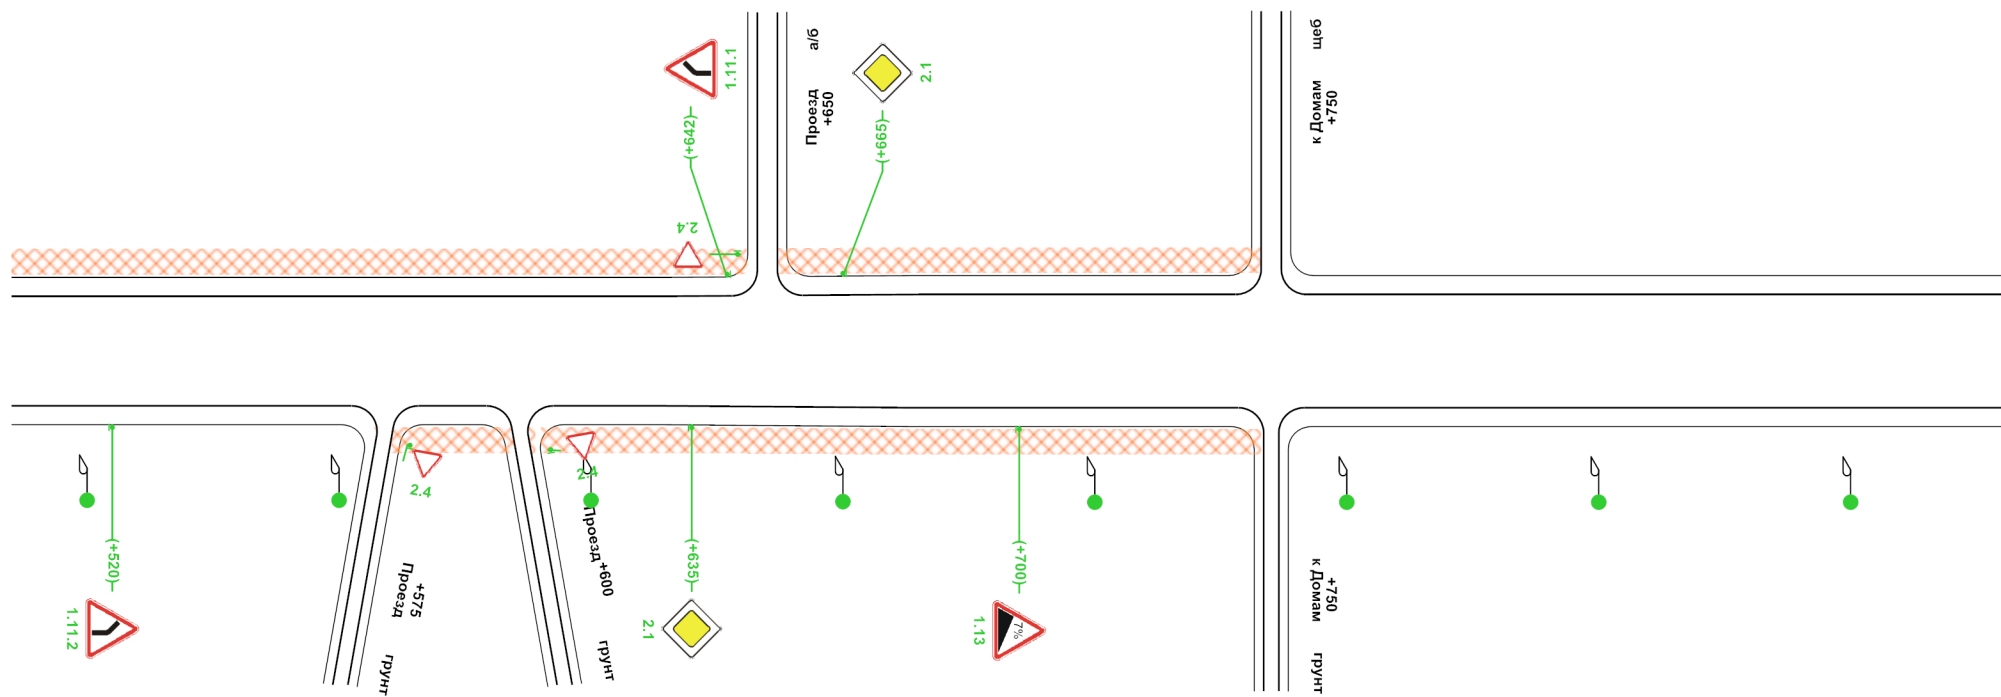 1.11.1
(+642)
2.4
а/б
Проезд
+650
2.1
(+665)
щеб
к Домам
+750
(+520)
1.11.2
2.4
+575
Проезд
грунт
2.4
Проезд+600
грунт
(+635)
2.1
(+700)
1.13
7%
+750
к Домам
грунт